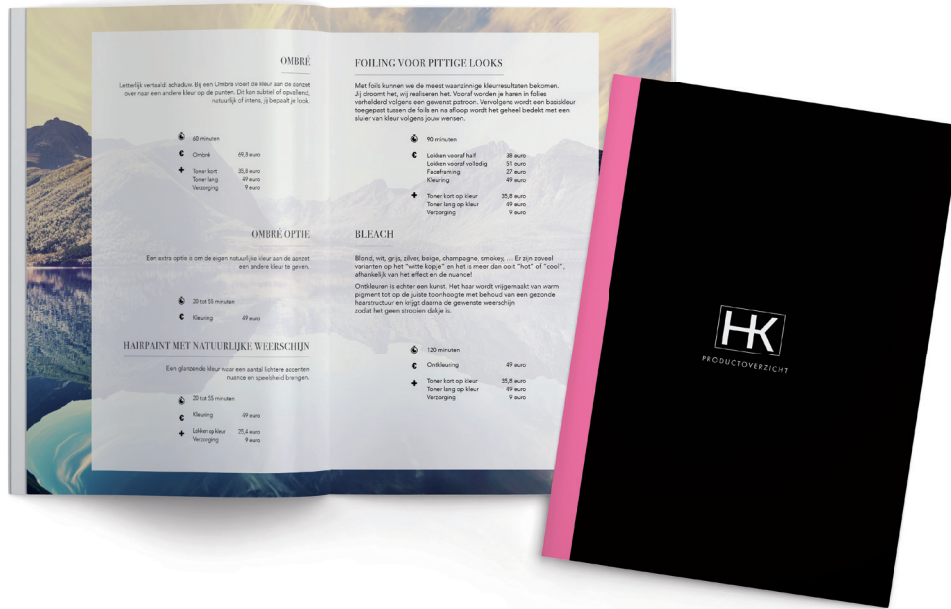 OMBRÉ
Letterlijk vertaald: schaduw. Bij een Ombra vloeit de kleur aan de aanzet
over naar een andere kleur op de punten. Dit kan subtiel of opvallend,
natuurlijk of intens, jij bepaalt je look.
60 minuten
€ Ombré 69,5 euro
+ Toner kort 35,8 euro
Toner lang 49 euro
Verzorging 9 euro
OMBRÉ OPTIE
Een extra optie is om de eigen natuurlijke kleur aan de aanzet
een andere kleur te geven.
20 tot 55 minuten
€ Kleuring 49 euro
HAIRPAINT MET NATUURLIJKE WEERSCHIJN
Een glanzende kleur waar een aantal lichtere accenten
nuance en speelsheid brengen.
20 tot 55 minuten
€ Kleuring 49 euro
+ Lokken op kleur 25,4 euro
Verzorging 9 euro
FOILING VOOR PITTIGE LOOKS
Met foils kunnen we de meest waanzinnige kleurresultaten bekomen.
Jij droomt het, wij realiseren het. Vooraf worden je haren in folies
verhelderd volgens een gewenst patroon. Vervolgens wordt een basiskleur
toegepast tussen de foils en na afloop wordt het geheel bedekt met een
sluier van kleur volgens jouw wensen.
90 minuten
€ Lokken vooraf half 38 euro
Lokken vooraf volledig 51 euro
Faceframing 27 euro
Kleuring 49 euro
+ Toner kort op kleur 35,8 euro
Toner lang op kleur 49 euro
Verzorging 9 euro
BLEACH
Blond, wit, grijs, zilver, beige, champagne, smokey, ... Er zijn zoveel
varianten op het "witte kopje" en het is meer dan ooit "hot" of "cool",
afhankelijk van het effect en de nuance!
Ontkleuren is echter een kunst. Het haar wordt vrijgemaakt van warm
pigment tot op de juiste toonhoogte met behoud van een gezonde
haarstructuur en krijgt daarna de gewenste weerschijn
zodat het geen strooien dakje is.
120 minuten
€ Ontkleuring 49 euro
+ Toner kort op kleur 35,8 euro
Toner lang op kleur 49 euro
Verzorging 9 euro
HK
PRODUCTOVERZICHT